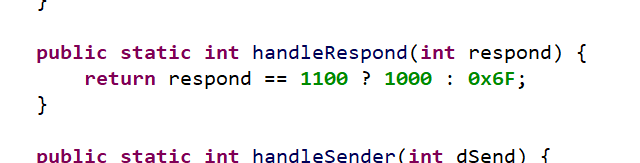 }
public static int handleRespond(int respond) {
return respond == 1100 ? 1000 : 0x6F;
}
public static int handleSender(int dSend) {